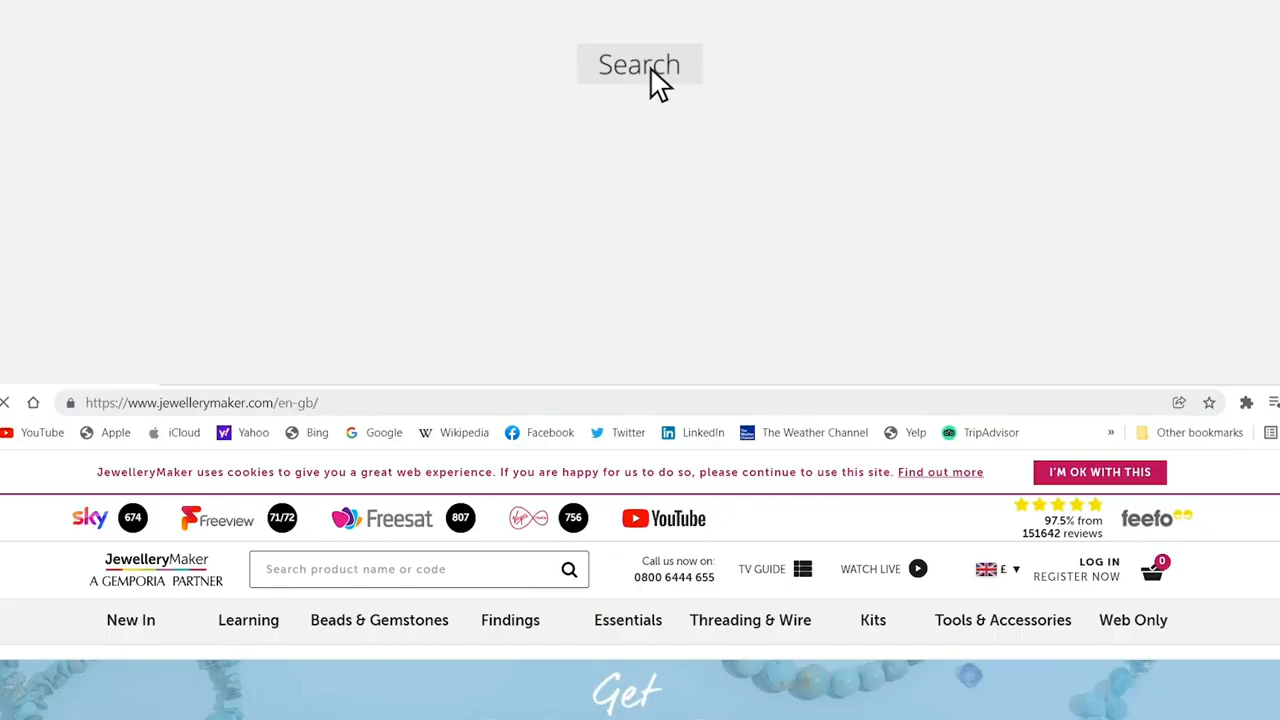 Search
https://www.jewellerymaker.com/en-gb/
YouTube Apple iCloud Yahoo Bing Google Wikipedia Facebook Twitter LinkedIn The Weather Channel Yelp TripAdvisor » Other bookmarks
JewelleryMaker uses cookies to give you a great web experience. If you are happy for us to do so, please continue to use this site. Find out more I'M OK WITH THIS
sky 674 Freeview 71/72 Freesat 807 Virgin media 756 YouTube
97.5% from
151642 reviews
feefo
JewelleryMaker
A GEMPORIA PARTNER
Search product name or code
Call us now on:
0800 6444 655
TV GUIDE
WATCH LIVE
£
LOG IN
REGISTER NOW
0
New In Learning Beads & Gemstones Findings Essentials Threading & Wire Kits Tools & Accessories Web Only
Get